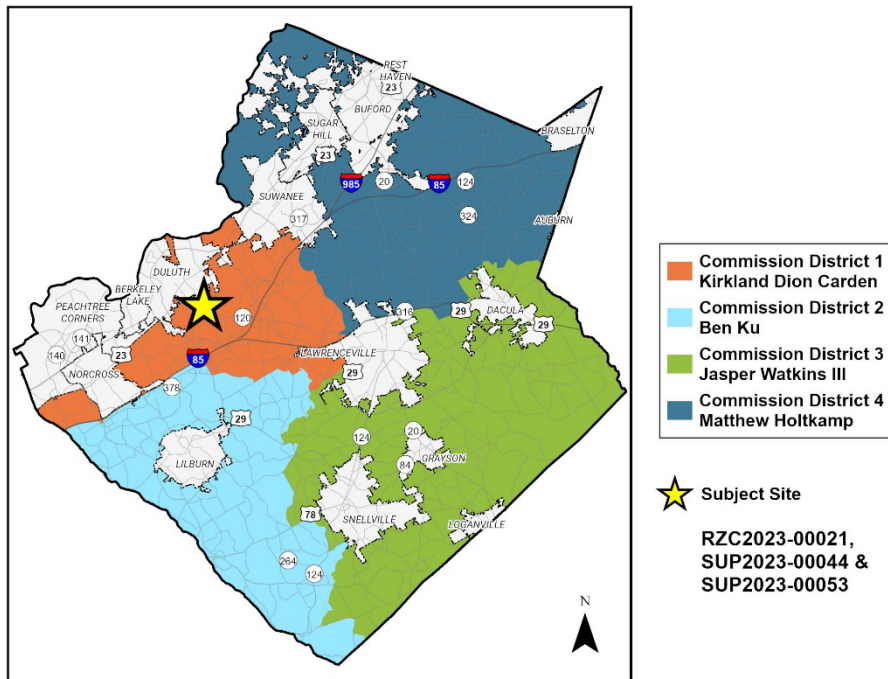 REST
HAVEN
23
BUFORD
SUGAR
HILL
23
BRASELTON
985
20
85
124
SUWANEE
317
324
AUBURN
DULUTH
BERKELEY
LAKE
PEACHTREE
CORNERS
141
140
23
NORCROSS
120
85
316
29
DACULA
29
LAWRENCEVILLE
29
378
29
LILBURN
124
20
GRAYSON
84
78
SNELLVILLE
LOGANVILLE
264
124
N
Commission District 1
Kirkland Dion Carden
Commission District 2
Ben Ku
Commission District 3
Jasper Watkins III
Commission District 4
Matthew Holtkamp
Subject Site
RZC2023-00021,
SUP2023-00044 &
SUP2023-00053